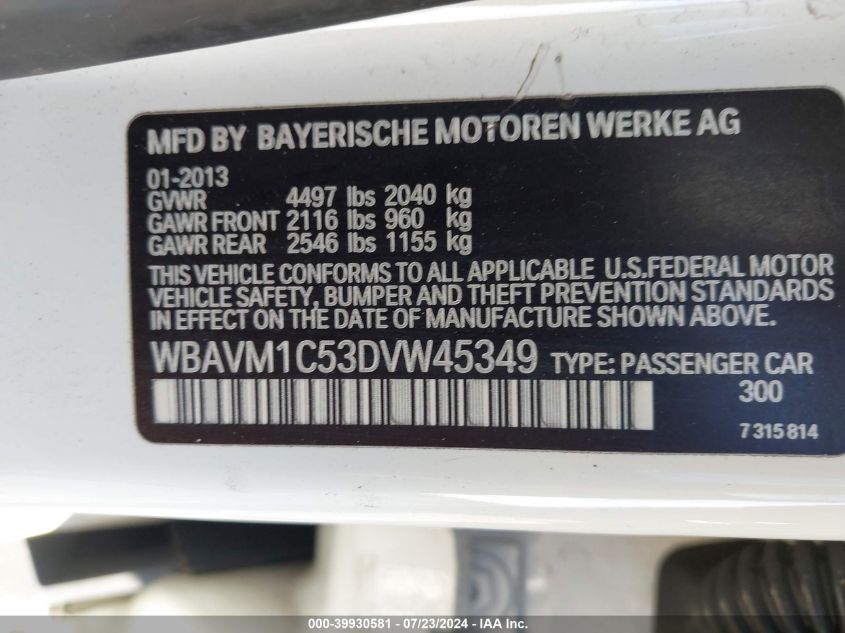 MFD BY BAYERISCHE MOTOREN WERKE AG
01-2013
GVWR 4497 lbs 2040 kg
GAWR FRONT 2116 lbs 960 kg
GAWR REAR 2546 lbs 1155 kg
THIS VEHICLE CONFORMS TO ALL APPLICABLE U.S.FEDERAL MOTOR
VEHICLE SAFETY, BUMPER AND THEFT PREVENTION STANDARDS
IN EFFECT ON THE DATE OF MANUFACTURE SHOWN ABOVE.
WBAVM1C53DVW45349 TYPE: PASSENGER CAR
300
7315814
000-39930581 - 07/23/2024 - IAA Inc.